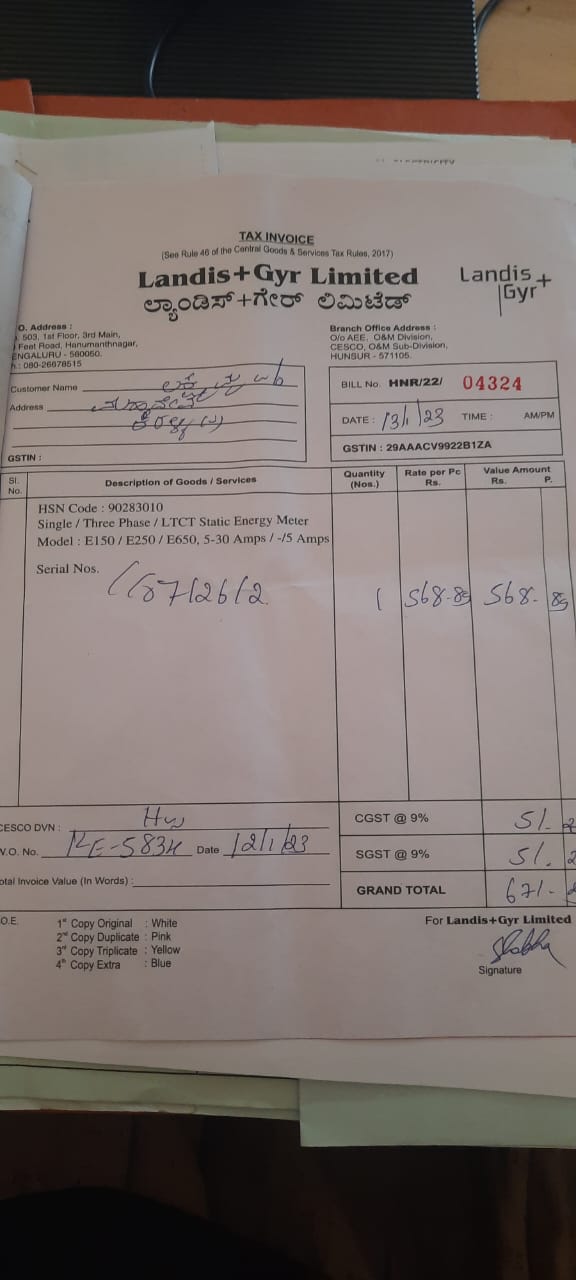 TAX INVOICE
(See Rule 46 of the Central Goods & Services Tax Rules, 2017)
Landis+Gyr Limited
ಲ್ಯಾಂಡಿಸ್+ಗೇರ್ ಲಿಮಿಟೆಡ್
Landis+
Gyr
O. Address :
503, 1st Floor, 3rd Main,
Feet Road, Hanumanthnagar,
ENGALURU - 560050.
080-26678515
Branch Office Address :
O/o AEE, O&M Division,
CESCO, O&M Sub-Division,
HUNSUR - 571105.
Customer Name
Address
GSTIN :
BILL No. HNR/22/ 04324
DATE : 13/1/23 TIME : AM/PM
GSTIN : 29AAACV9922B1ZA
Sl. No. Description of Goods / Services Quantity (Nos.) Rate per Pc Rs. Value Amount Rs. P.
HSN Code : 90283010
Single / Three Phase / LTCT Static Energy Meter
Model : E150 / E250 / E650, 5-30 Amps / -/5 Amps
Serial Nos.
1 568-85 568- 85
CESCO DVN :
W.O. No. Date 12/1/23
otal Invoice Value (In Words) :
CGST @ 9% 51.
SGST @ 9% 51.
GRAND TOTAL 671-
O.E.
1st Copy Original : White
2nd Copy Duplicate : Pink
3rd Copy Triplicate : Yellow
4th Copy Extra : Blue
For Landis+Gyr Limited
Shobha
Signature